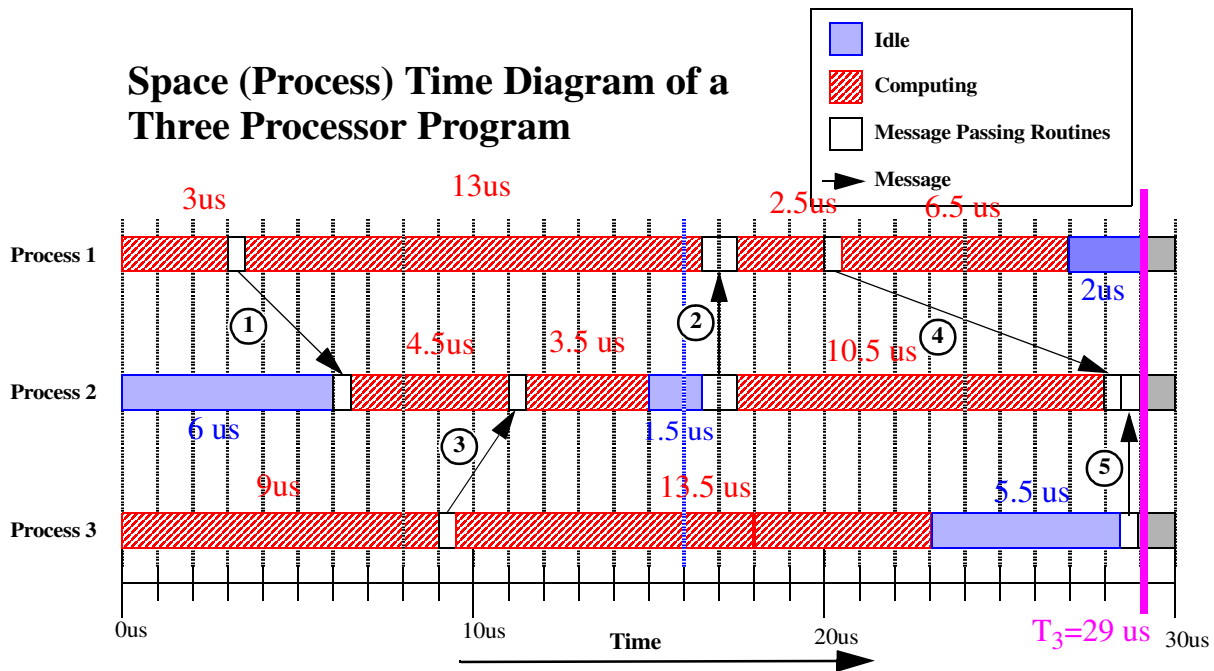 Space (Process) Time Diagram of a
Three Processor Program
Idle
Computing
Message Passing Routines
Message
3us
13us
2.5us
6.5 us
Process 1
2us
1
2
4
4.5us
3.5 us
10.5 us
Process 2
6 us
1.5 us
3
5
9us
13.5 us
5.5 us
Process 3
0us
10us
20us
30us
Time
T3=29 us